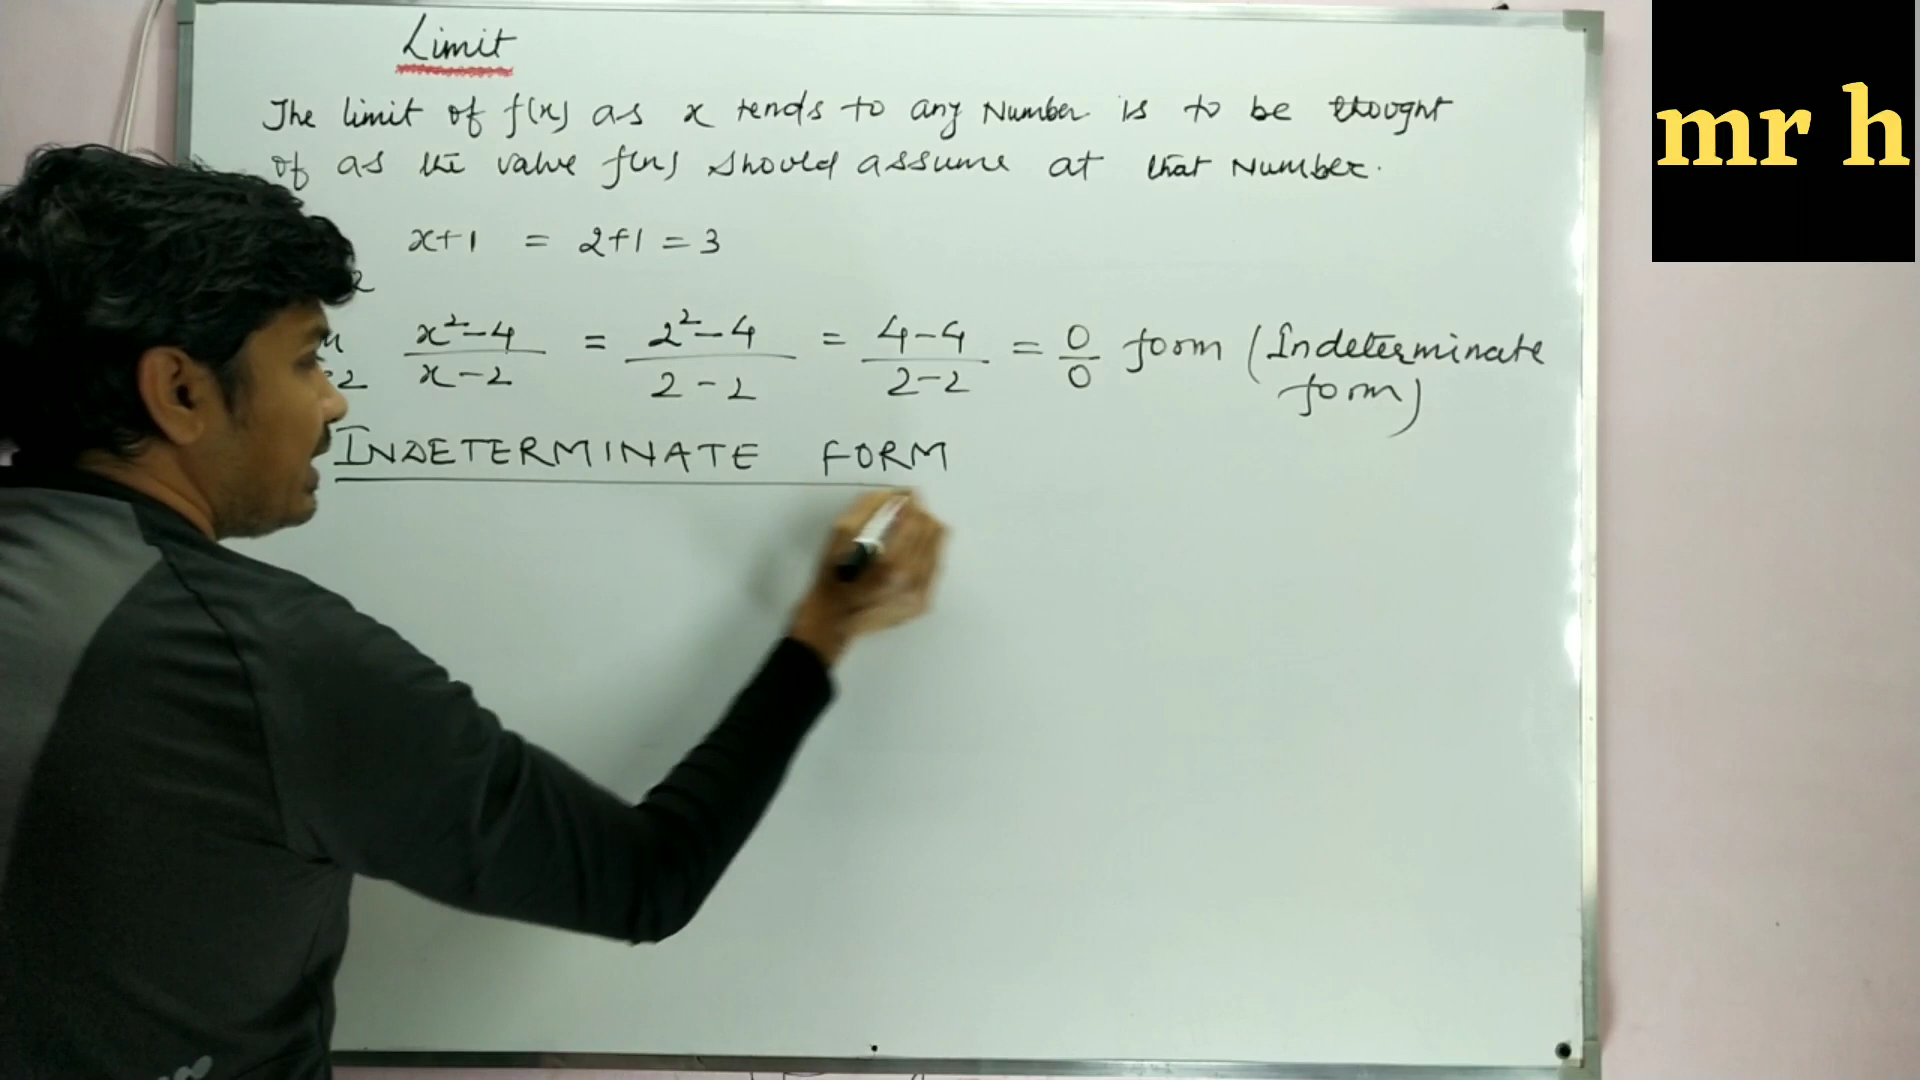 Limit
The limit of f(x) as x tends to any Number is to be thought
of as the value f(x) should assume at that Number.
x+1 = 2+1 = 3
2
x²-4 / x-2 = 2²-4 / 2-2 = 4-4 / 2-2 = 0/0 form (Indeterminate form)
2
INDETERMINATE FORM
mr h